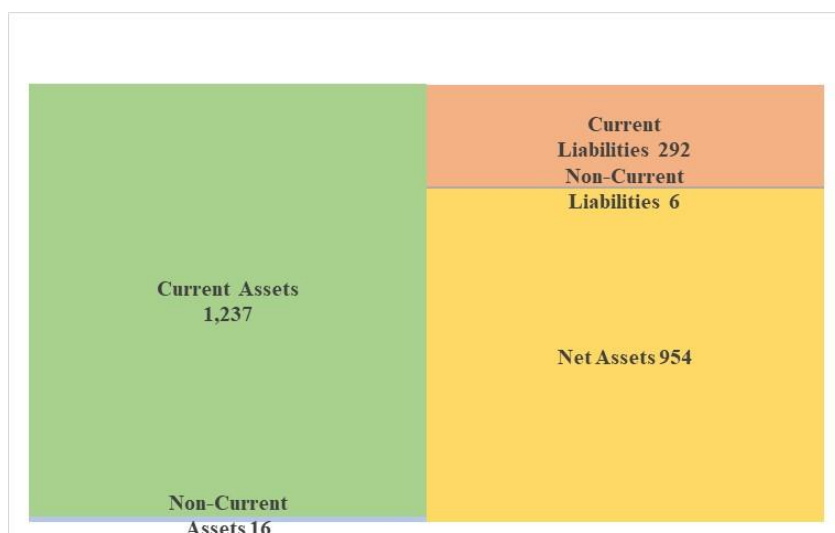 Current Assets
1,237
Non-Current
Assets 16
Current
Liabilities 292
Non-Current
Liabilities 6
Net Assets 954